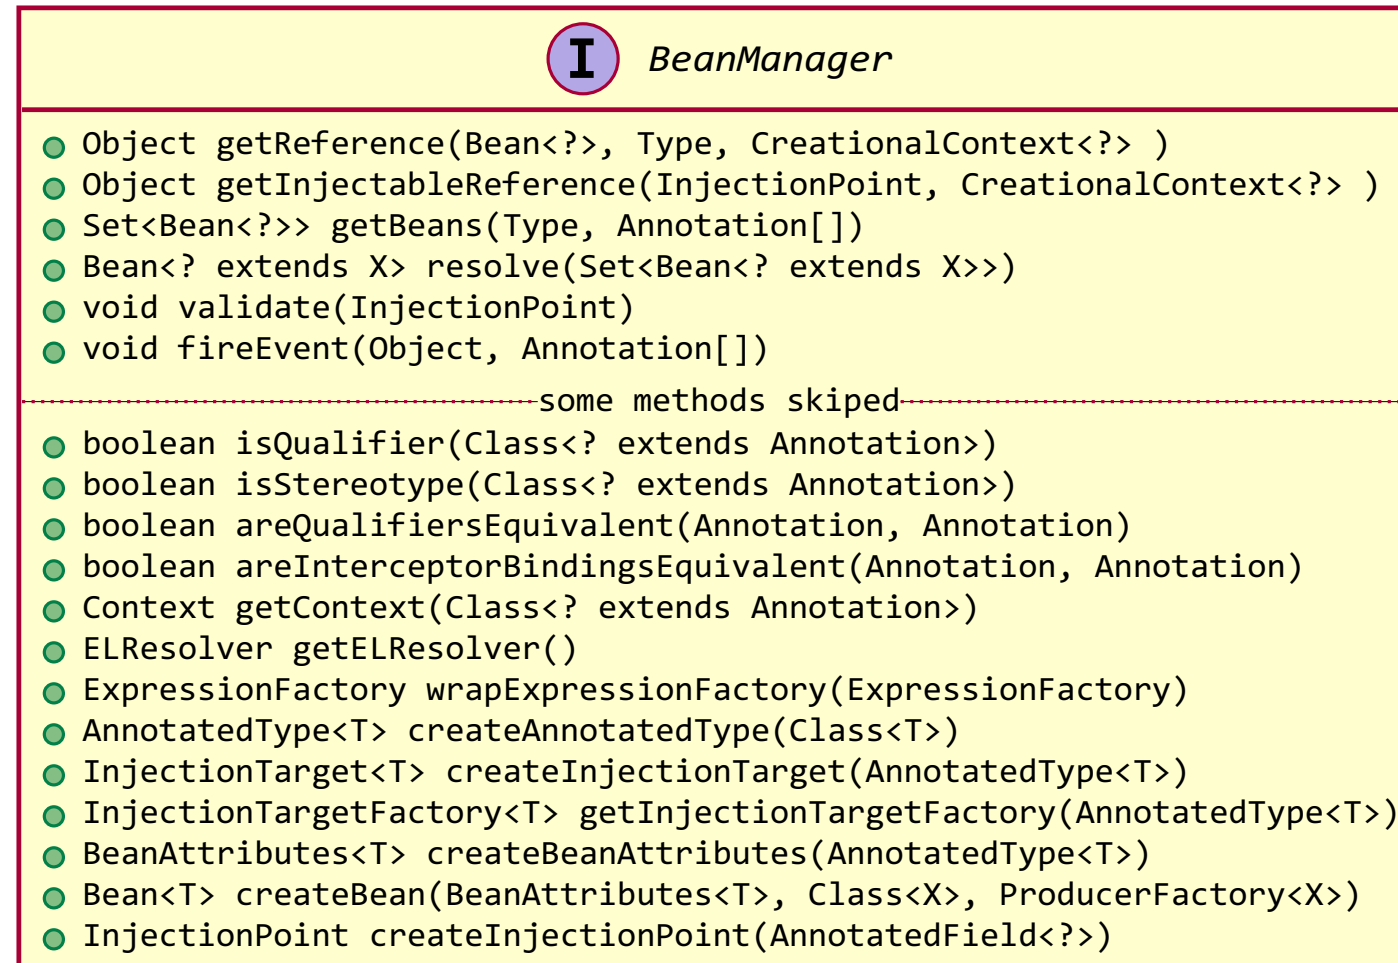 I BeanManager
Object getReference(Bean<?>, Type, CreationalContext<?> )
Object getInjectableReference(InjectionPoint, CreationalContext<?> )
Set<Bean<?>> getBeans(Type, Annotation[])
Bean<? extends X> resolve(Set<Bean<? extends X>>)
void validate(InjectionPoint)
void fireEvent(Object, Annotation[])
some methods skiped
boolean isQualifier(Class<? extends Annotation>)
boolean isStereotype(Class<? extends Annotation>)
boolean areQualifiersEquivalent(Annotation, Annotation)
boolean areInterceptorBindingsEquivalent(Annotation, Annotation)
Context getContext(Class<? extends Annotation>)
ELResolver getELResolver()
ExpressionFactory wrapExpressionFactory(ExpressionFactory)
AnnotatedType<T> createAnnotatedType(Class<T>)
InjectionTarget<T> createInjectionTarget(AnnotatedType<T>)
InjectionTargetFactory<T> getInjectionTargetFactory(AnnotatedType<T>)
BeanAttributes<T> createBeanAttributes(AnnotatedType<T>)
Bean<T> createBean(BeanAttributes<T>, Class<X>, ProducerFactory<X>)
InjectionPoint createInjectionPoint(AnnotatedField<?>)